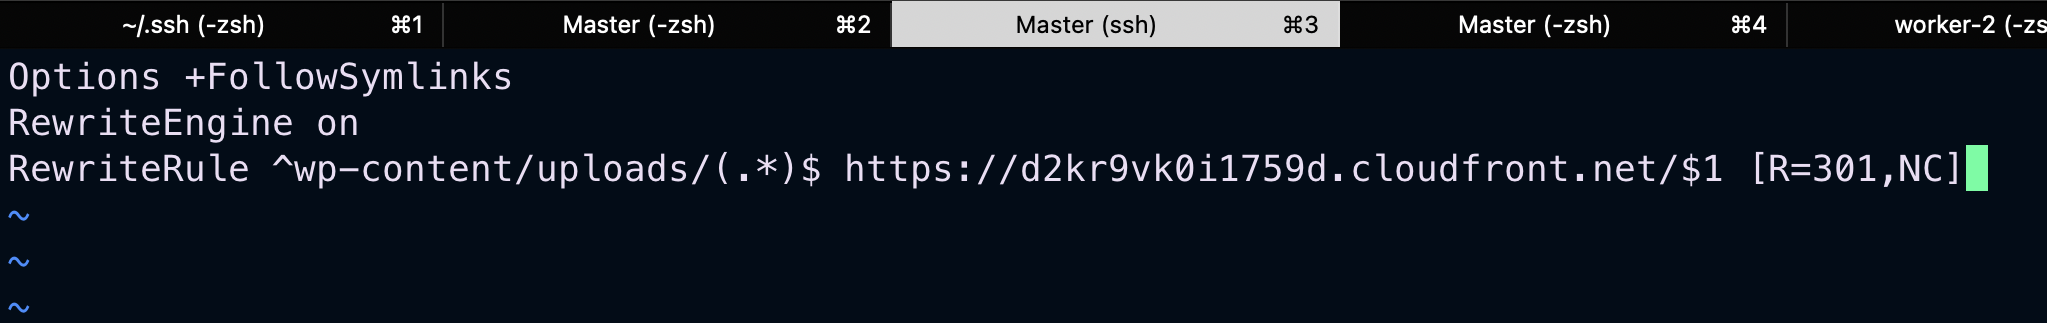 ~/.ssh (-zsh) ⌘1 Master (-zsh) ⌘2 Master (ssh) ⌘3 Master (-zsh) ⌘4 worker-2 (-zs
Options +FollowSymlinks
RewriteEngine on
RewriteRule ^wp-content/uploads/(.*)$ https://d2kr9vk0i1759d.cloudfront.net/$1 [R=301,NC]
~
~
~